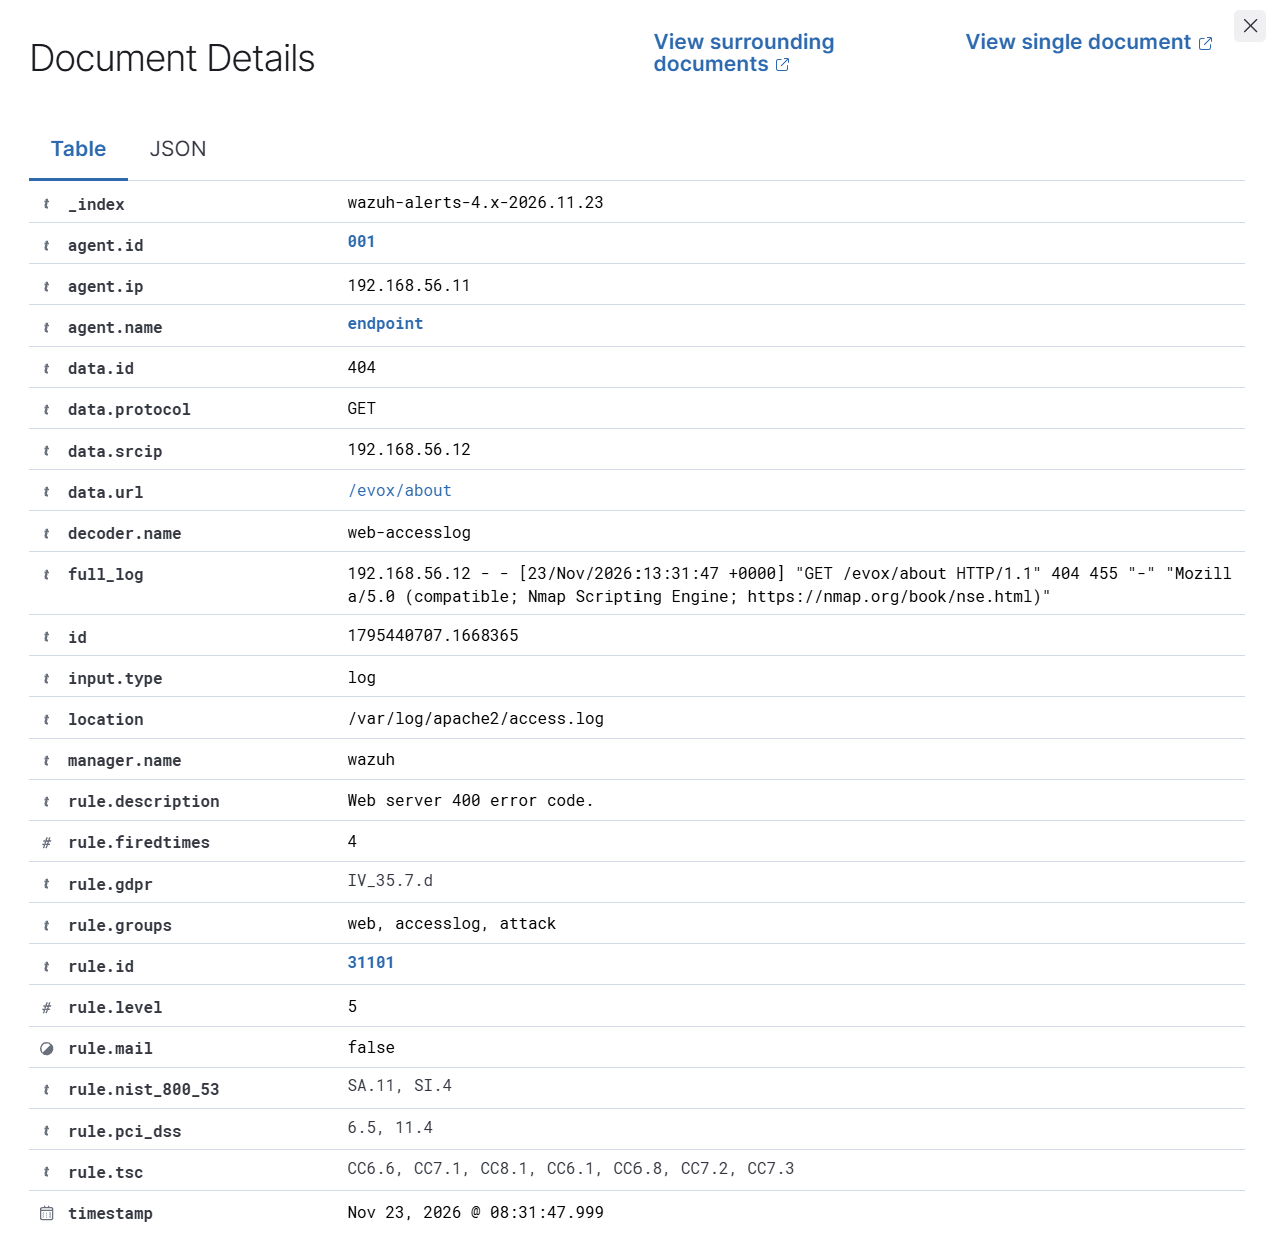 Document Details
View surrounding
documents
View single document
Table JSON
t _index wazuh-alerts-4.x-2026.11.23
t agent.id 001
t agent.ip 192.168.56.11
t agent.name endpoint
t data.id 404
t data.protocol GET
t data.srcip 192.168.56.12
t data.url /evox/about
t decoder.name web-accesslog
t full_log 192.168.56.12 - - [23/Nov/2026:13:31:47 +0000] "GET /evox/about HTTP/1.1" 404 455 "-" "Mozill
a/5.0 (compatible; Nmap Scripting Engine; https://nmap.org/book/nse.html)"
t id 1795440707.1668365
t input.type log
t location /var/log/apache2/access.log
t manager.name wazuh
t rule.description Web server 400 error code.
# rule.firedtimes 4
t rule.gdpr IV_35.7.d
t rule.groups web, accesslog, attack
t rule.id 31101
# rule.level 5
rule.mail false
t rule.nist_800_53 SA.11, SI.4
t rule.pci_dss 6.5, 11.4
t rule.tsc CC6.6, CC7.1, CC8.1, CC6.1, CC6.8, CC7.2, CC7.3
timestamp Nov 23, 2026 @ 08:31:47.999